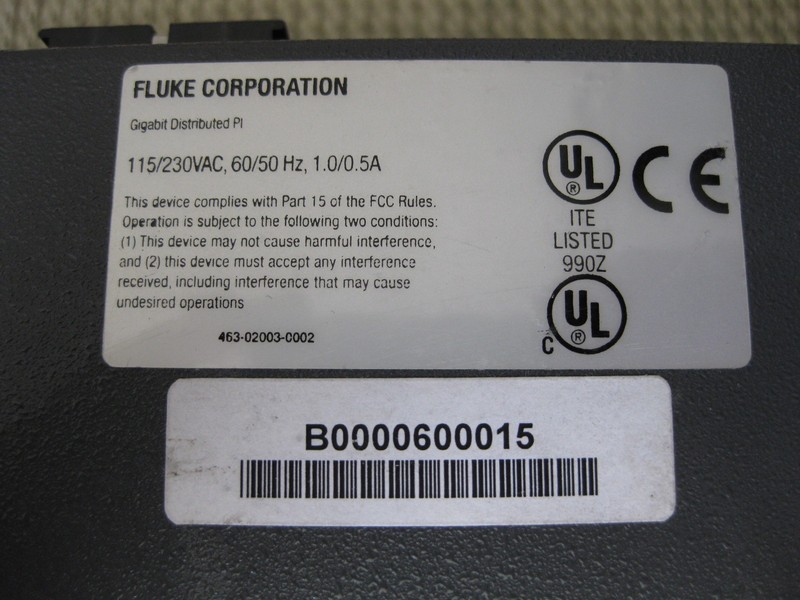 FLUKE CORPORATION
Gigabit Distributed PI
115/230VAC, 60/50 Hz, 1.0/0.5A
This device complies with Part 15 of the FCC Rules.
Operation is subject to the following two conditions:
(1) This device may not cause harmful interference,
and (2) this device must accept any interference
received, including interference that may cause
undesired operations
463-02003-0002
UL
®
CE
ITE
LISTED
990Z
C
UL
®
B0000600015